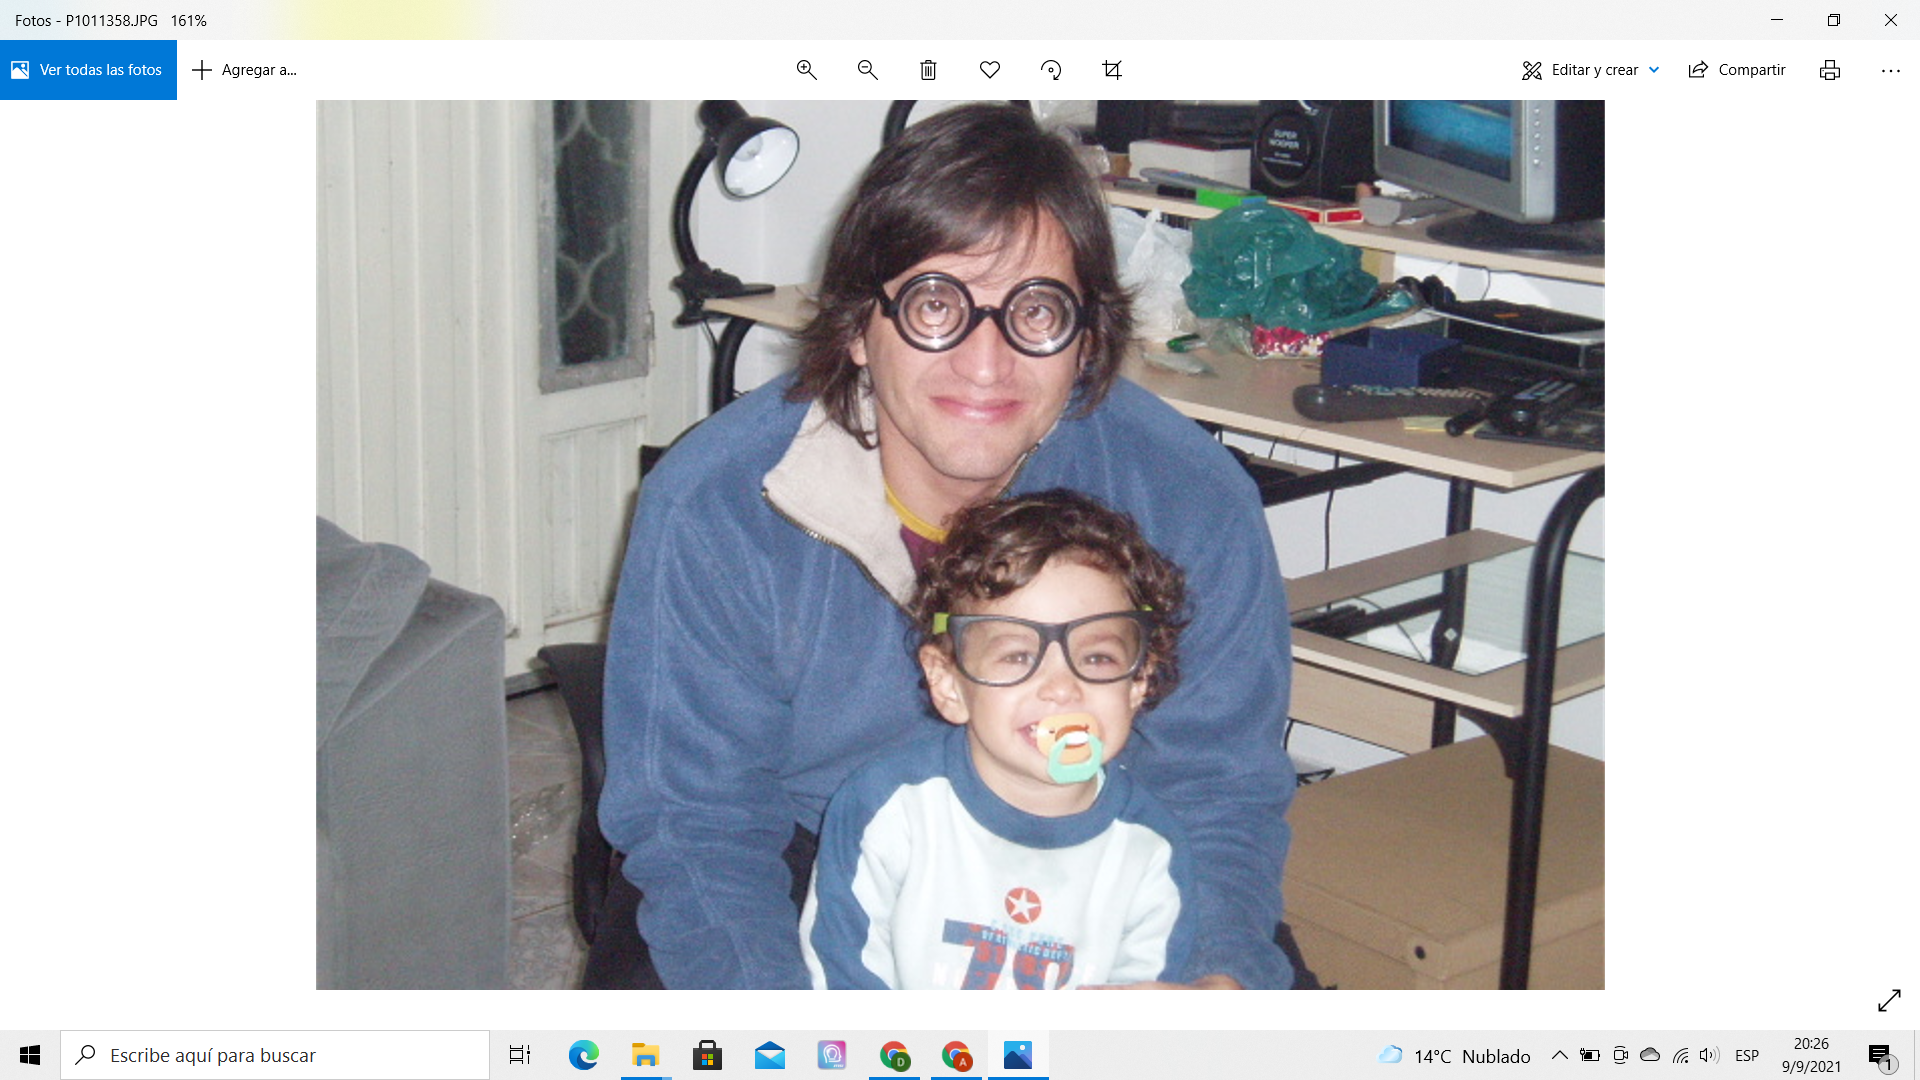 Fotos - P1011358.JPG 161%
Ver todas las fotos
Agregar a...
Editar y crear
Compartir
SUPER
WOOFER
70
Escribe aquí para buscar
D
A
14°C Nublado
ESP
20:26
9/9/2021
1